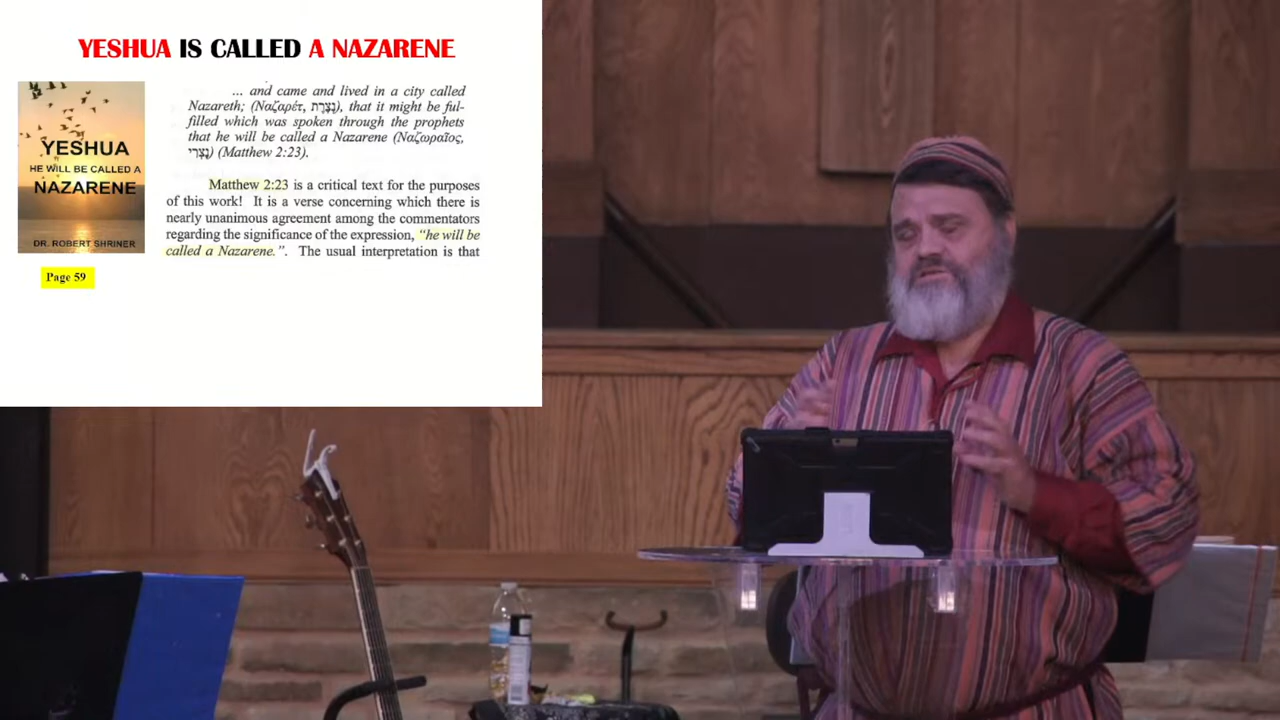 YESHUA IS CALLED A NAZARENE
YESHUA
HE WILL BE CALLED A
NAZARENE
DR. ROBERT SHRINER
Page 59
... and came and lived in a city called
Nazareth; (Ναζαρέτ, נָצְרַת), that it might be ful-
filled which was spoken through the prophets
that he will be called a Nazarene (Ναζωραῖος,
נָצְרִי) (Matthew 2:23).
Matthew 2:23 is a critical text for the purposes
of this work! It is a verse concerning which there is
nearly unanimous agreement among the commentators
regarding the significance of the expression, “he will be
called a Nazarene.”. The usual interpretation is that